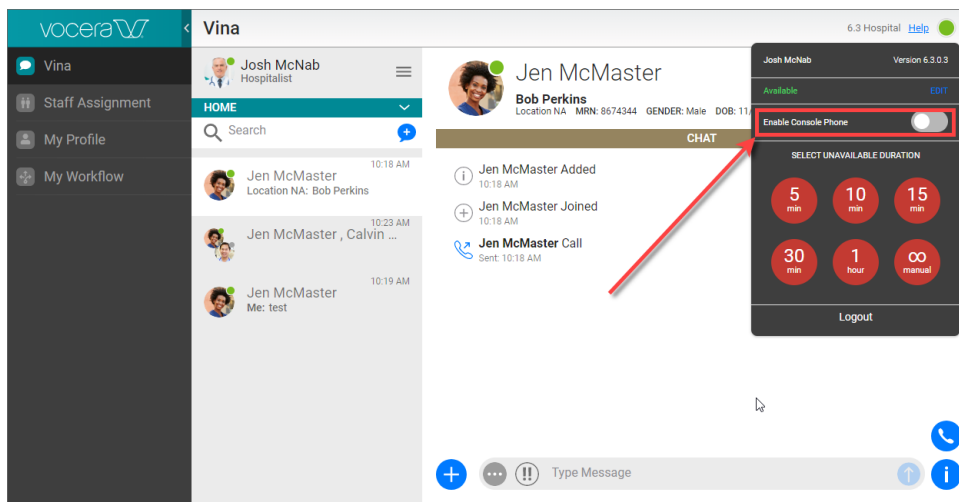 vocera
Vina
6.3 Hospital Help
Vina
Staff Assignment
My Profile
My Workflow
Josh McNab
Hospitalist
HOME
Search
10:18 AM
Jen McMaster
Location NA: Bob Perkins
10:23 AM
Jen McMaster , Calvin ...
10:19 AM
Jen McMaster
Me: test
Jen McMaster
Bob Perkins
Location NA MRN: 8674344 GENDER: Male DOB: 11/
CHAT
Jen McMaster Added
10:18 AM
Jen McMaster Joined
10:18 AM
Jen McMaster Call
Sent: 10:18 AM
Type Message
Josh McNab Version 6.3.0.3
Available EDIT
Enable Console Phone
SELECT UNAVAILABLE DURATION
5 min
10 min
15 min
30 min
1 hour
∞ manual
Logout